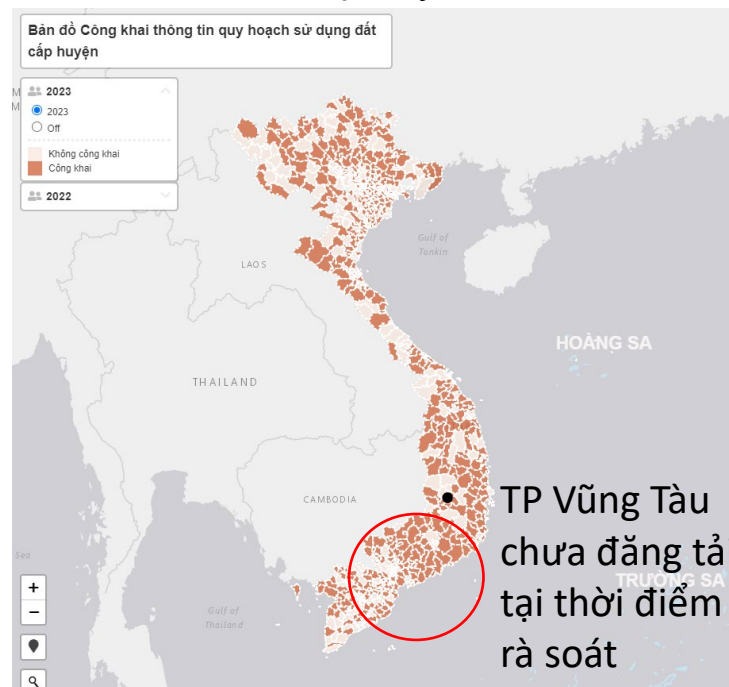 Bản đồ Công khai thông tin quy hoạch sử dụng đất
cấp huyện
2023
2023
Off
Không công khai
Công khai
2022
M
M
LAOS
Gulf of
Tonkin
HOÀNG SA
THAILAND
CAMBODIA
TP Vũng Tàu
chưa đăng tả
TRƯỜNG SA
tại thời điểm
rà soát
Sea
Gulf of
Thailand
+
−